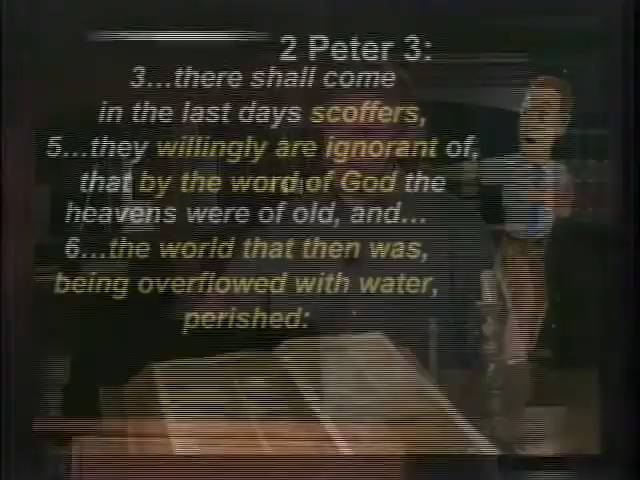 2 Peter 3:
3...there shall come
in the last days scoffers,
5...they willingly are ignorant of,
that by the word of God the
heavens were of old, and...
6...the world that then was,
being overflowed with water,
perished: